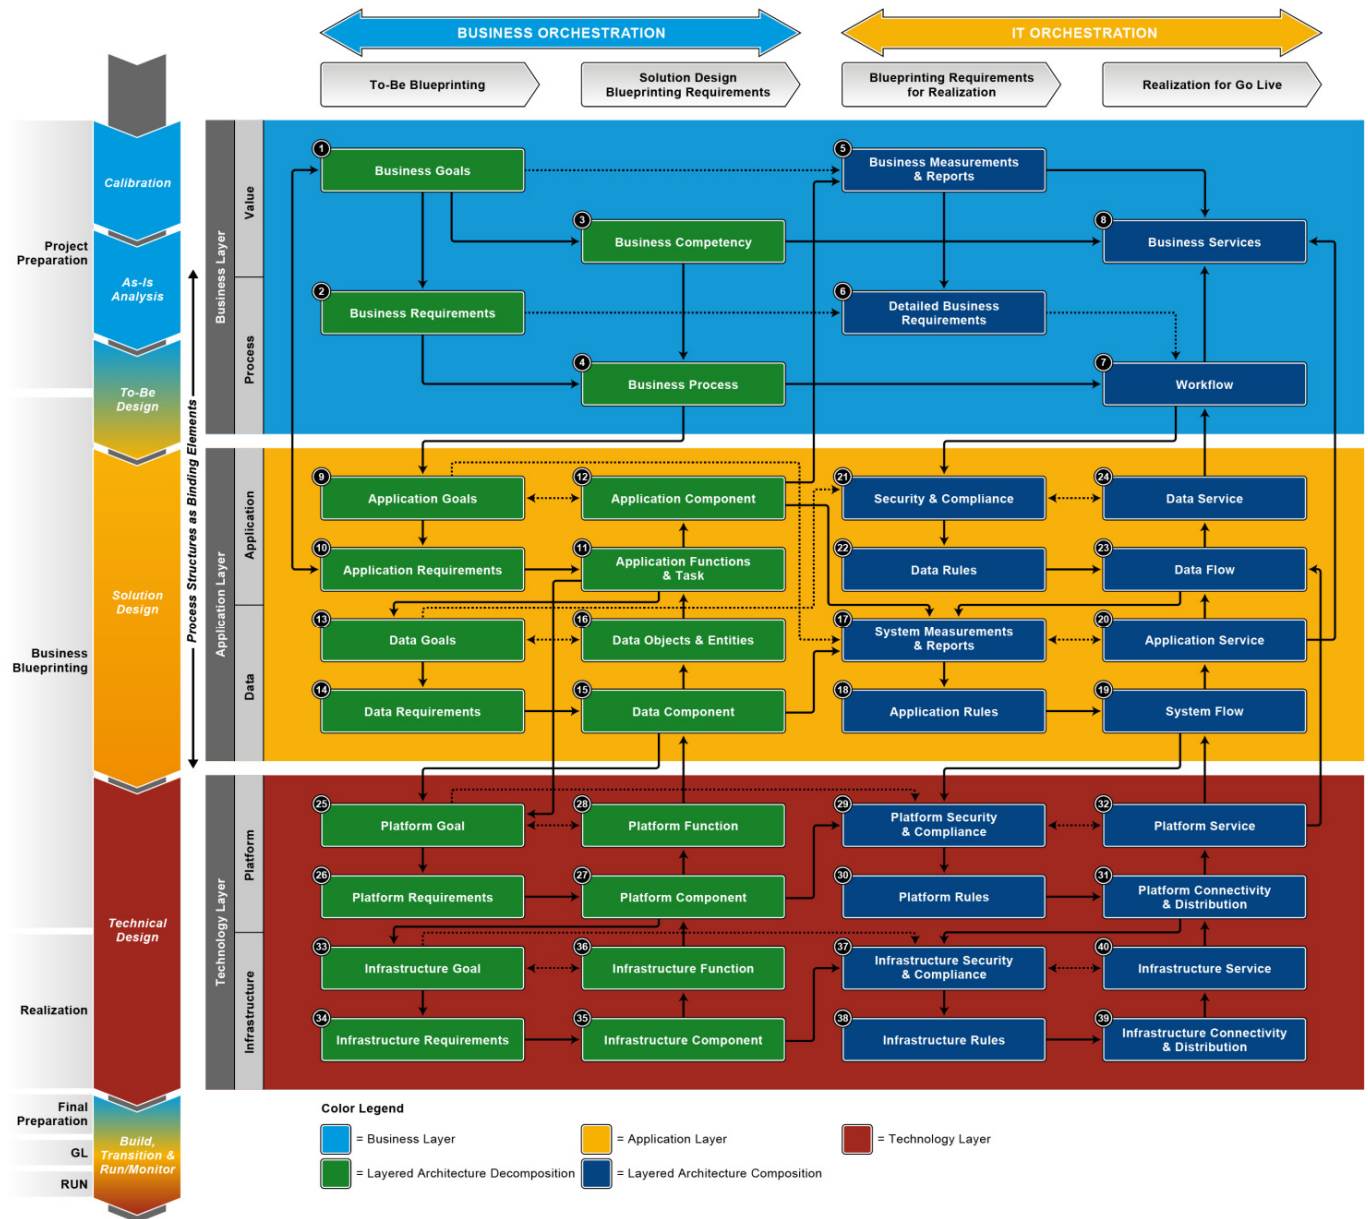 BUSINESS ORCHESTRATION
IT ORCHESTRATION
To-Be Blueprinting
Solution Design
Blueprinting Requirements
Blueprinting Requirements
for Realization
Realization for Go Live
Project
Preparation
Business
Blueprinting
Realization
Final
Preparation
GL
RUN
Calibration
As-Is
Analysis
To-Be
Design
Solution
Design
Technical
Design
Build,
Transition &
Run/Monitor
Process Structures as Binding Elements
Business Layer
Value
Process
1
Business Goals
5
Business Measurements
& Reports
3
Business Competency
8
Business Services
2
Business Requirements
6
Detailed Business
Requirements
4
Business Process
7
Workflow
Application Layer
Application
Data
9
Application Goals
12
Application Component
21
Security & Compliance
24
Data Service
10
Application Requirements
11
Application Functions
& Task
22
Data Rules
23
Data Flow
13
Data Goals
16
Data Objects & Entities
17
System Measurements
& Reports
20
Application Service
14
Data Requirements
15
Data Component
18
Application Rules
19
System Flow
Technology Layer
Platform
Infrastructure
25
Platform Goal
28
Platform Function
29
Platform Security
& Compliance
32
Platform Service
26
Platform Requirements
27
Platform Component
30
Platform Rules
31
Platform Connectivity
& Distribution
33
Infrastructure Goal
36
Infrastructure Function
37
Infrastructure Security
& Compliance
40
Infrastructure Service
34
Infrastructure Requirements
35
Infrastructure Component
38
Infrastructure Rules
39
Infrastructure Connectivity
& Distribution
Color Legend
= Business Layer
= Application Layer
= Technology Layer
= Layered Architecture Decomposition
= Layered Architecture Composition